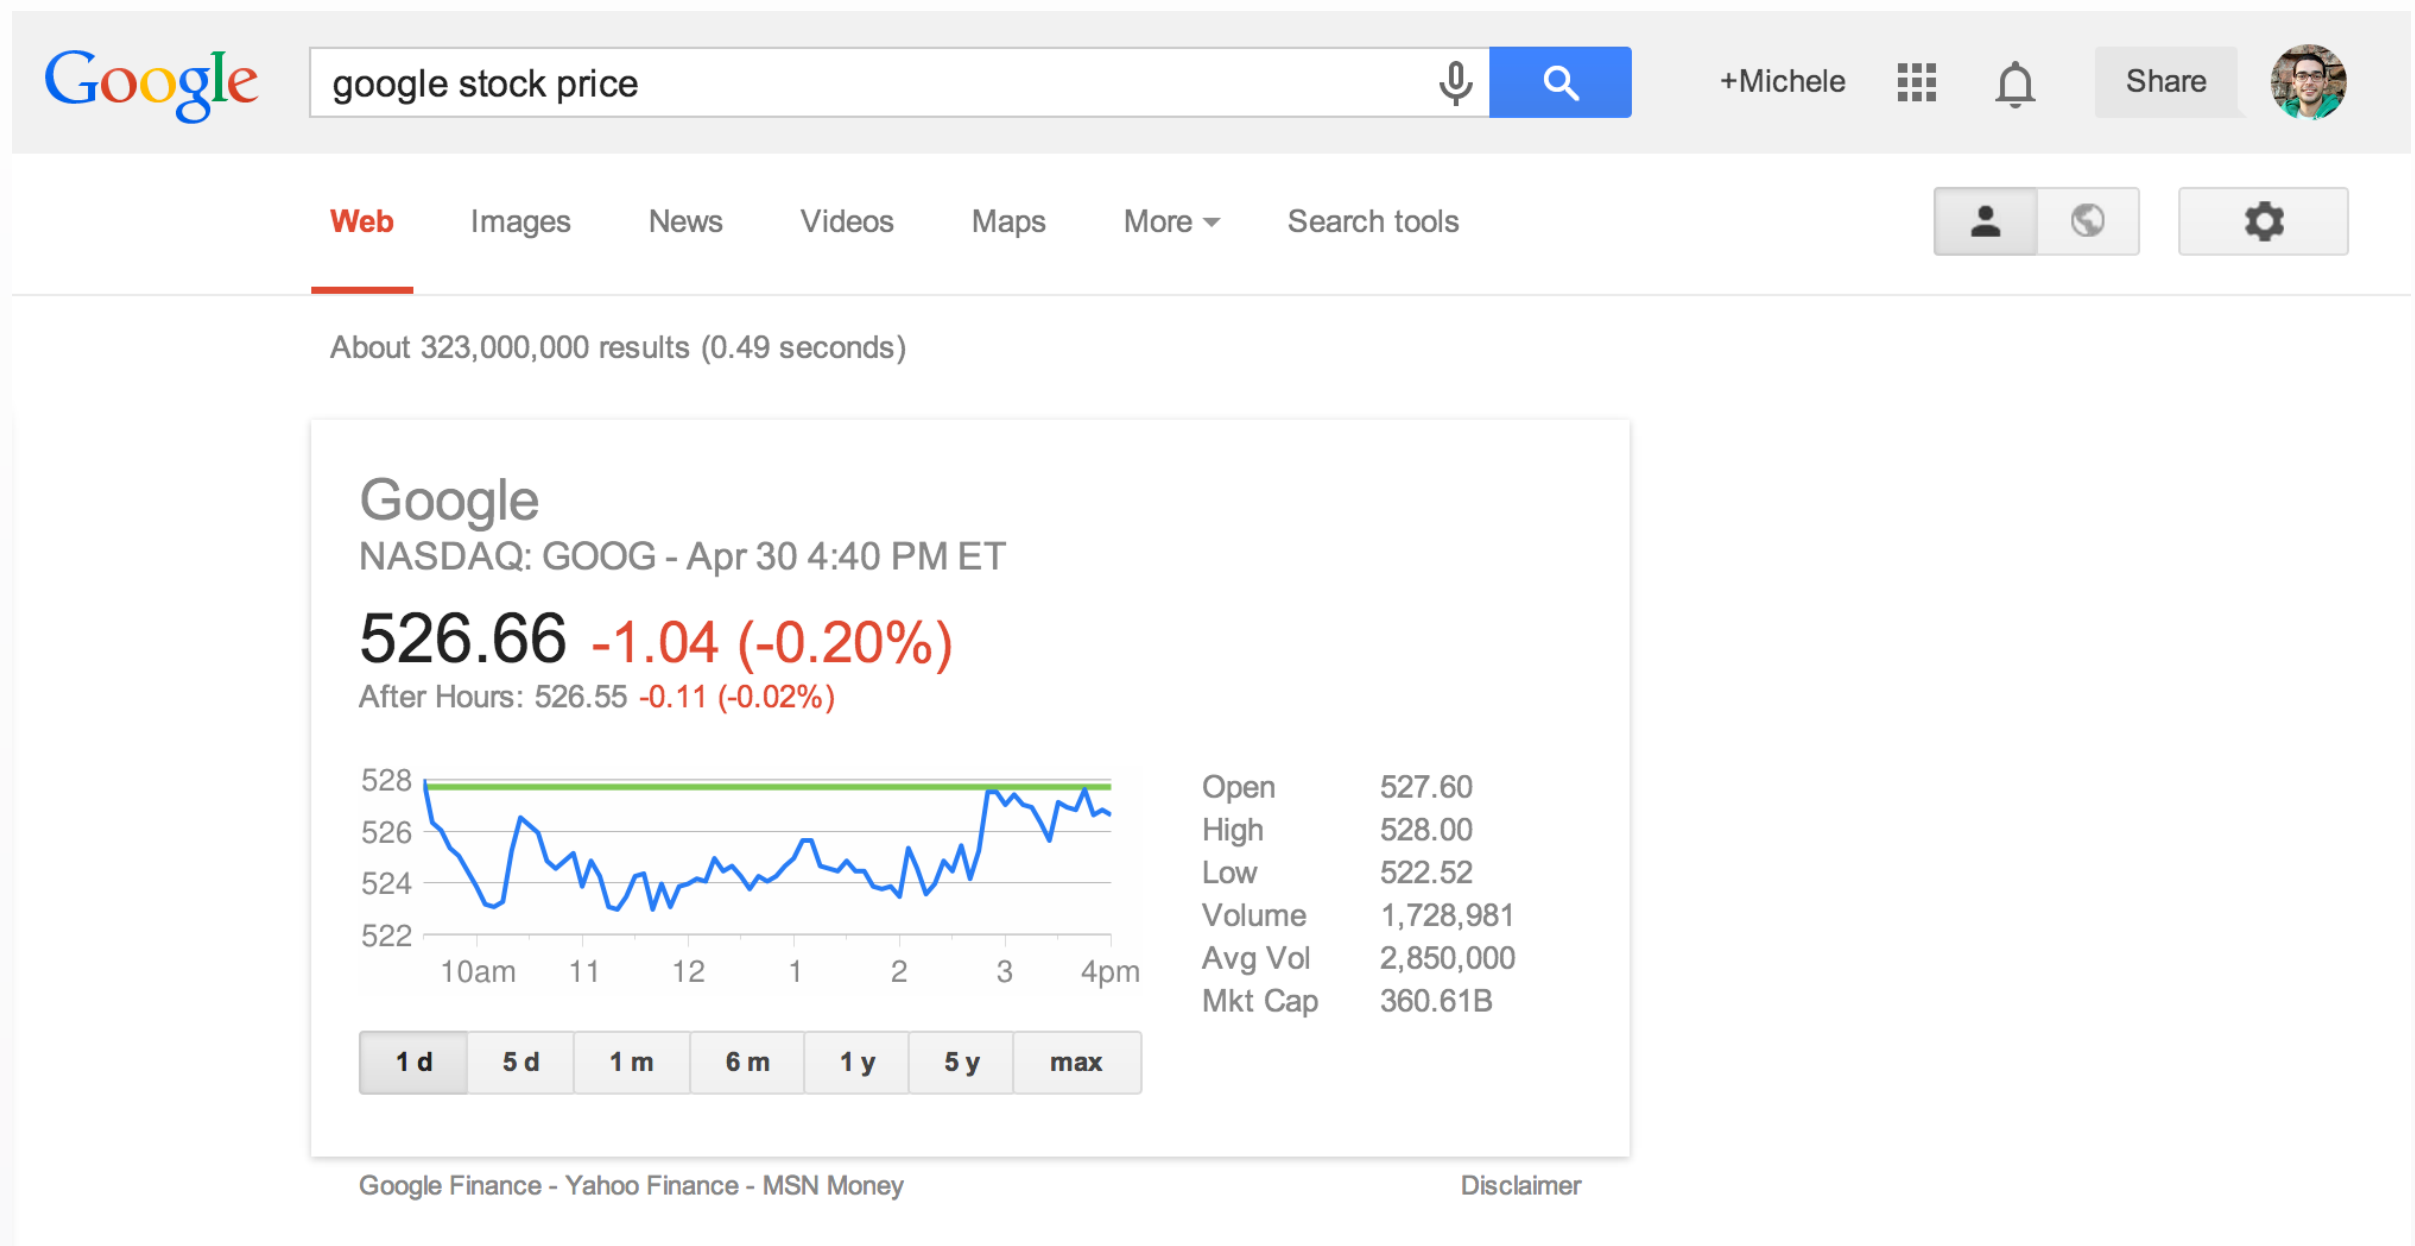 Google google stock price +Michele Share
Web Images News Videos Maps More Search tools
About 323,000,000 results (0.49 seconds)
Google
NASDAQ: GOOG - Apr 30 4:40 PM ET
526.66 -1.04 (-0.20%)
After Hours: 526.55 -0.11 (-0.02%)
528
526
524
522
10am 11 12 1 2 3 4pm
Open 527.60
High 528.00
Low 522.52
Volume 1,728,981
Avg Vol 2,850,000
Mkt Cap 360.61B
1 d 5 d 1 m 6 m 1 y 5 y max
Google Finance - Yahoo Finance - MSN Money Disclaimer